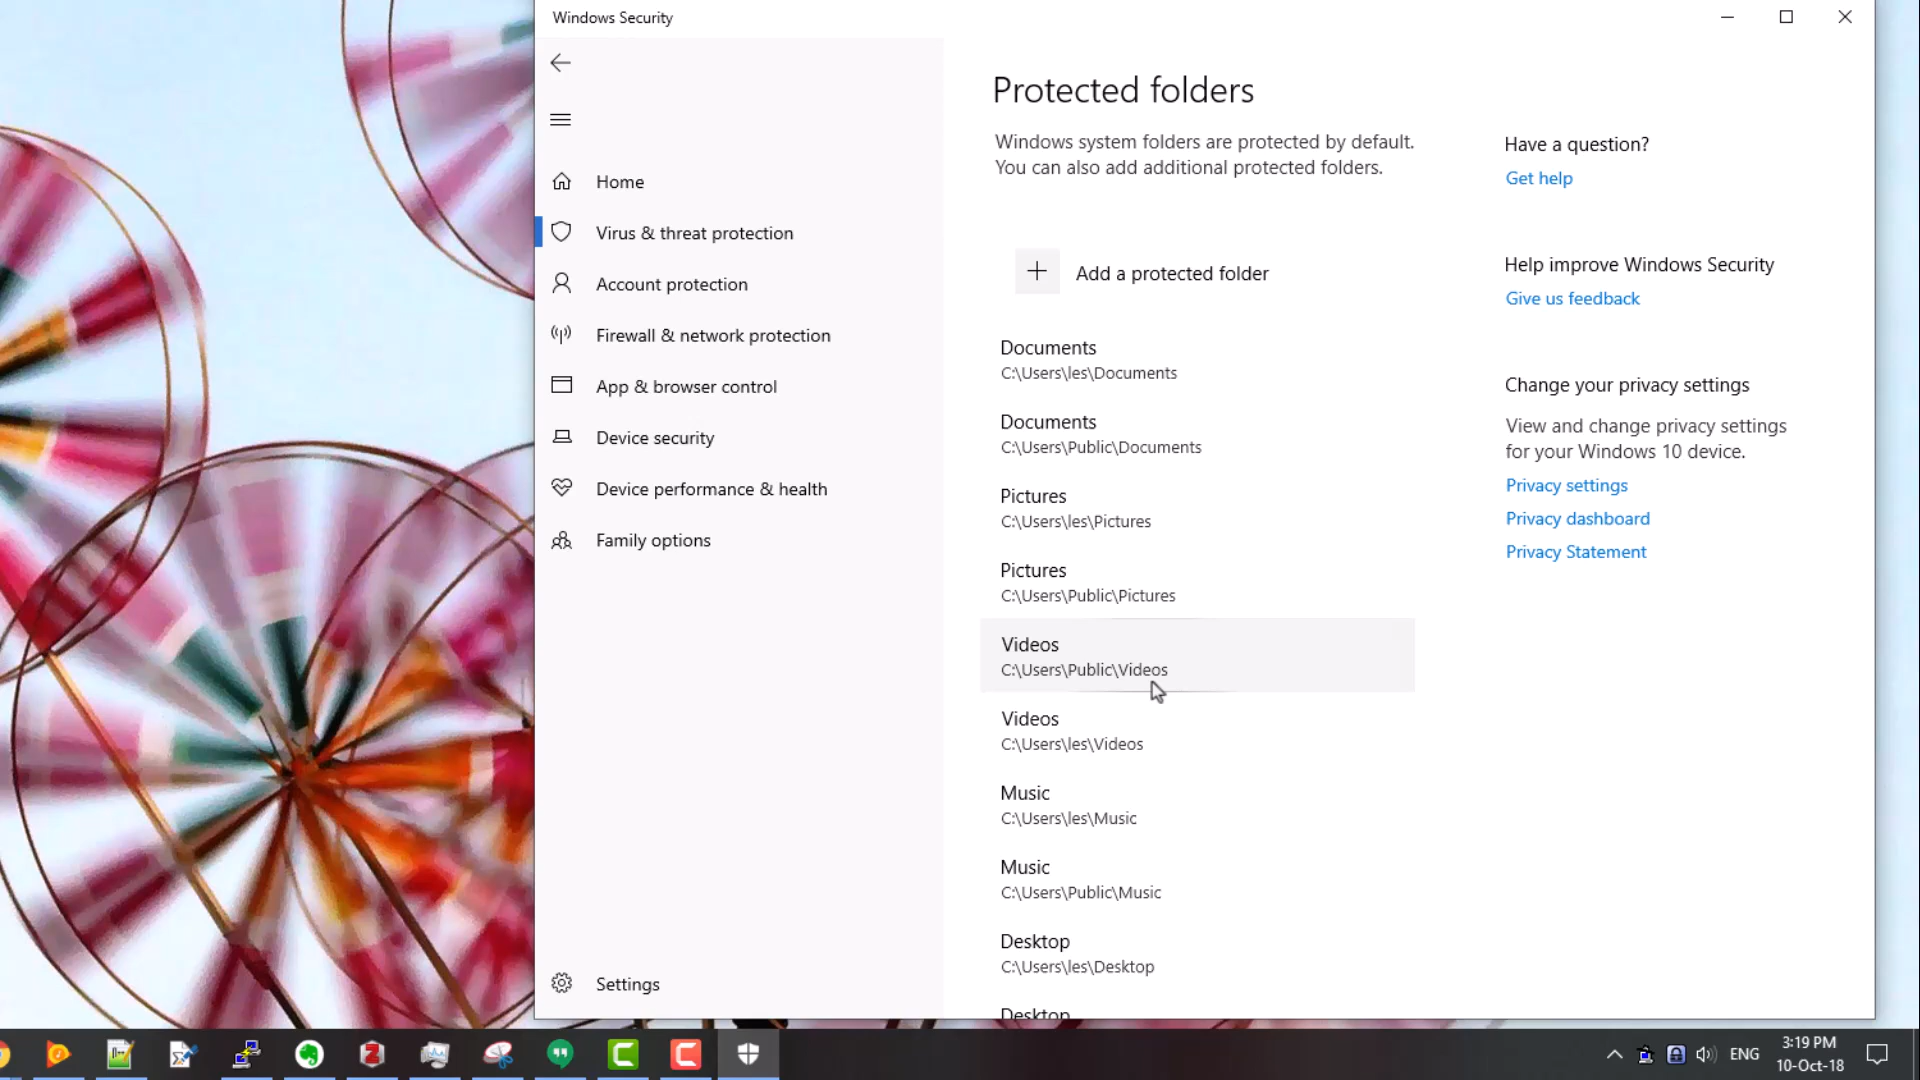 Windows Security
Home
Virus & threat protection
Account protection
Firewall & network protection
App & browser control
Device security
Device performance & health
Family options
Settings
Protected folders
Windows system folders are protected by default.
You can also add additional protected folders.
Add a protected folder
Documents
C:\Users\les\Documents
Documents
C:\Users\Public\Documents
Pictures
C:\Users\les\Pictures
Pictures
C:\Users\Public\Pictures
Videos
C:\Users\Public\Videos
Videos
C:\Users\les\Videos
Music
C:\Users\les\Music
Music
C:\Users\Public\Music
Desktop
C:\Users\les\Desktop
Desktop
Have a question?
Get help
Help improve Windows Security
Give us feedback
Change your privacy settings
View and change privacy settings
for your Windows 10 device.
Privacy settings
Privacy dashboard
Privacy Statement
ENG
3:19 PM
10-Oct-18